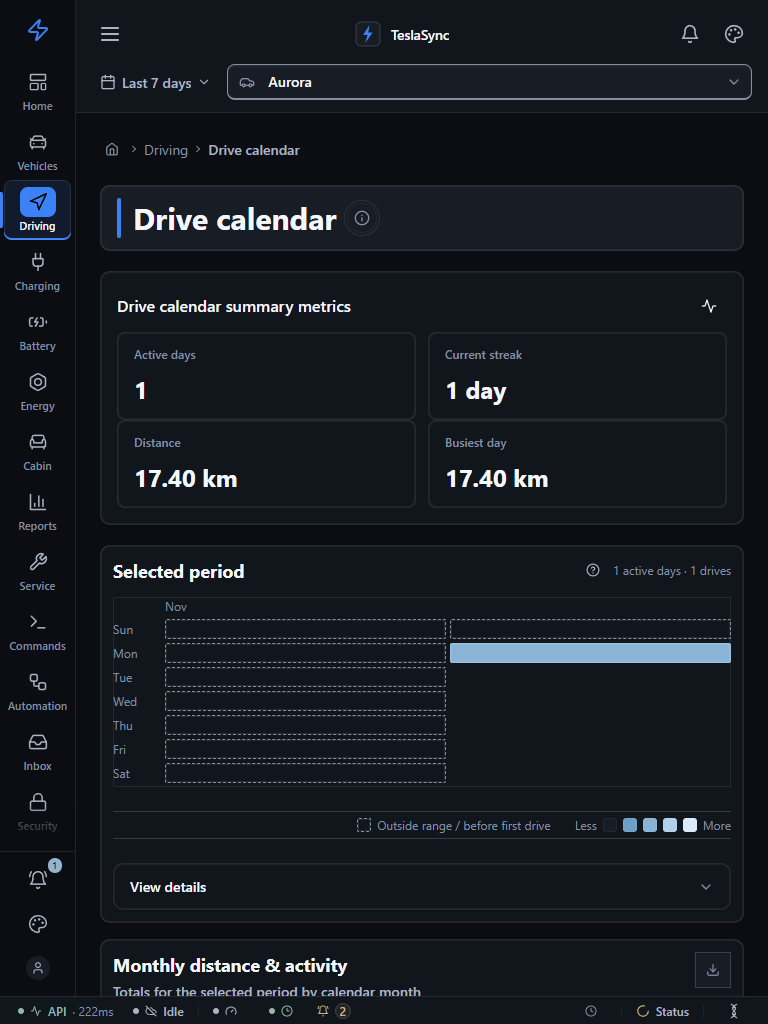 TeslaSync
Last 7 days
Aurora
Home
Vehicles
Driving
Charging
Battery
Energy
Cabin
Reports
Service
Commands
Automation
Inbox
Security
1
Driving
Drive calendar
Drive calendar
Drive calendar summary metrics
Active days
1
Current streak
1 day
Distance
17.40 km
Busiest day
17.40 km
Selected period
1 active days · 1 drives
Nov
Sun
Mon
Tue
Wed
Thu
Fri
Sat
Outside range / before first drive
Less
More
View details
Monthly distance & activity
Totals for the selected period by calendar month
API · 222ms
Idle
2
Status